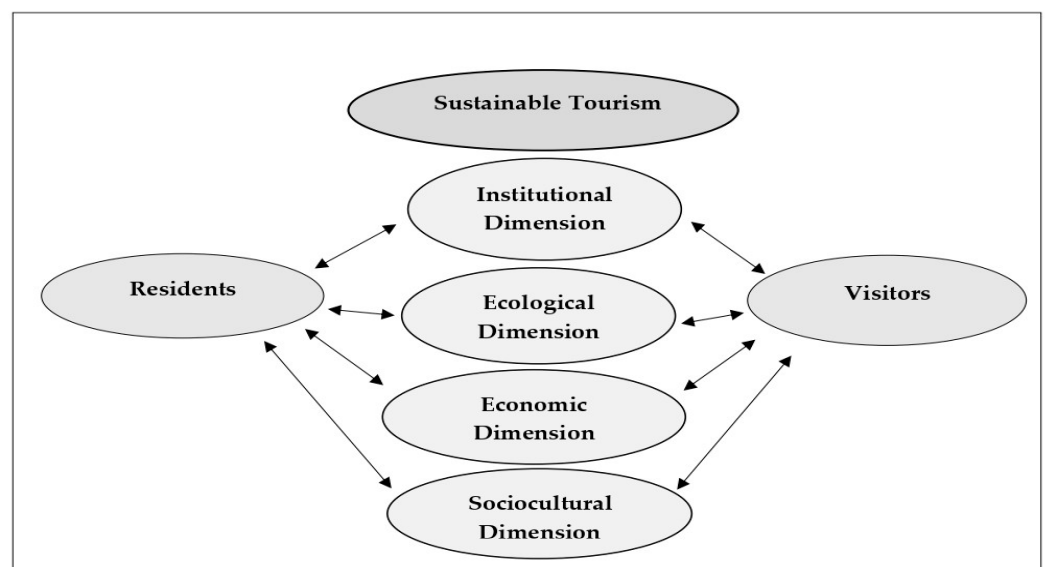 Sustainable Tourism
Institutional
Dimension
Residents
Ecological
Dimension
Visitors
Economic
Dimension
Sociocultural
Dimension